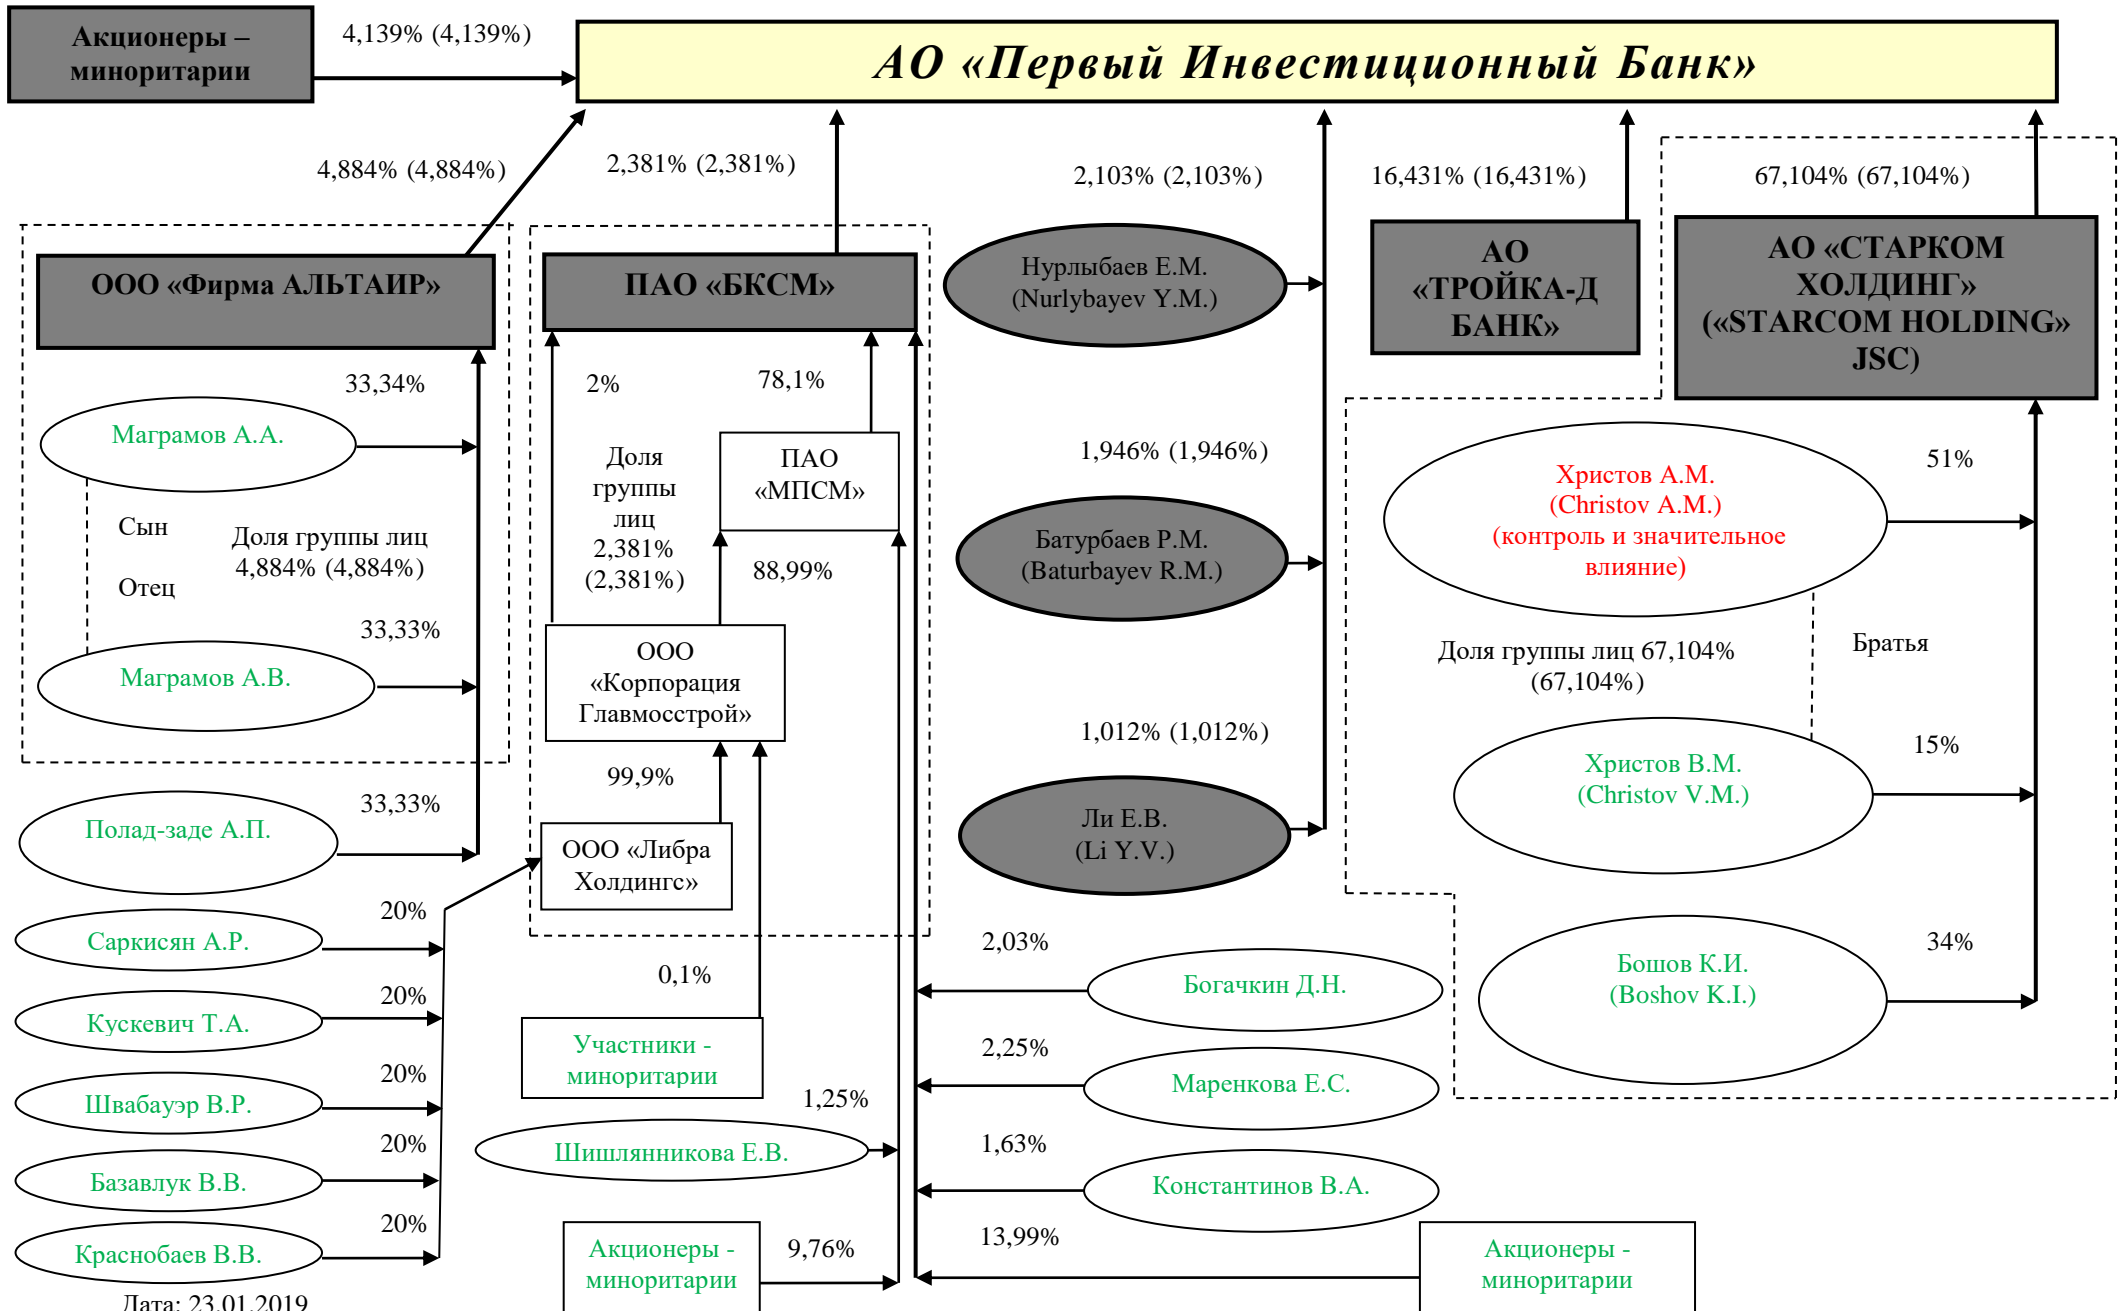 Акционеры –
миноритарии
4,139% (4,139%)
АО «Первый Инвестиционный Банк»
4,884% (4,884%)
2,381% (2,381%)
2,103% (2,103%)
16,431% (16,431%)
67,104% (67,104%)
ООО «Фирма АЛЬТАИР»
ПАО «БКСМ»
Нурлыбаев Е.М.
(Nurlybayev Y.M.)
АО
«ТРОЙКА-Д
БАНК»
АО «СТАРКОМ
ХОЛДИНГ»
(«STARCOM HOLDING»
JSC)
33,34%
Маграмов А.А.
Сын
Отец
Доля группы лиц
4,884% (4,884%)
33,33%
Маграмов А.В.
33,33%
Полад-заде А.П.
2%
78,1%
Доля
группы
лиц
2,381%
(2,381%)
ПАО
«МПСМ»
88,99%
ООО
«Корпорация
Главмосстрой»
99,9%
ООО «Либра
Холдингс»
1,946% (1,946%)
Батурбаев Р.М.
(Baturbayev R.M.)
1,012% (1,012%)
Ли Е.В.
(Li Y.V.)
51%
Христов А.М.
(Christov A.M.)
(контроль и значительное
влияние)
Доля группы лиц 67,104%
(67,104%)
Братья
15%
Христов В.М.
(Christov V.M.)
34%
Бошов К.И.
(Boshov K.I.)
20%
Саркисян А.Р.
20%
Кускевич Т.А.
20%
Швабауэр В.Р.
20%
Базавлук В.В.
20%
Краснобаев В.В.
0,1%
Участники -
миноритарии
1,25%
Шишлянникова Е.В.
Акционеры -
миноритарии
9,76%
2,03%
Богачкин Д.Н.
2,25%
Маренкова Е.С.
1,63%
Константинов В.А.
13,99%
Акционеры -
миноритарии
Дата: 23.01.2019